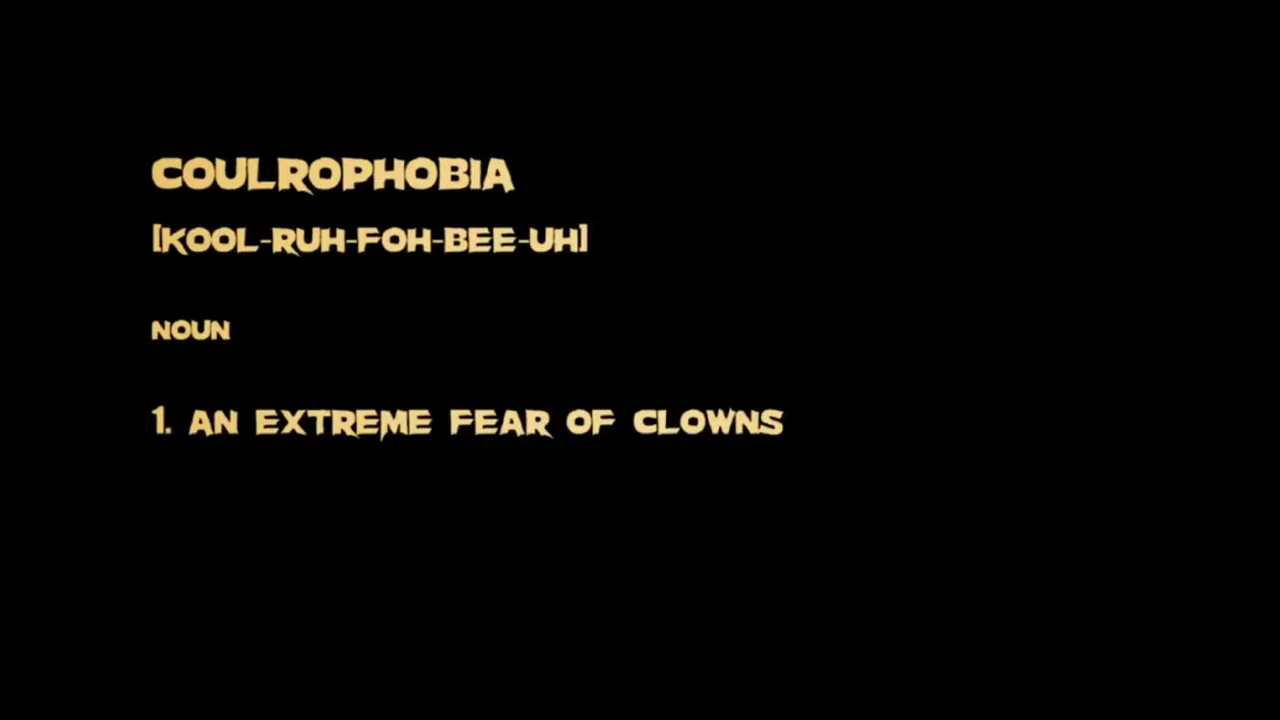 COULROPHOBIA
[KOOL-RUH-FOH-BEE-UH]
NOUN
1. AN EXTREME FEAR OF CLOWNS